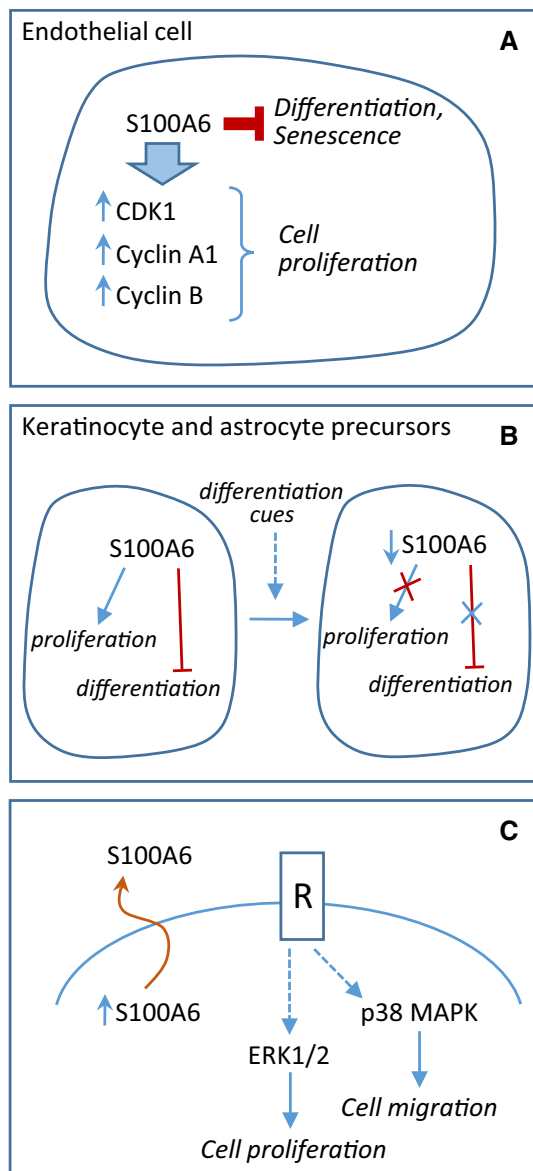 Endothelial cell
A
S100A6
Differentiation,
Senescence
CDK1
Cyclin A1
Cyclin B
Cell
proliferation
Keratinocyte and astrocyte precursors
B
differentiation
cues
S100A6
proliferation
differentiation
S100A6
proliferation
differentiation
C
S100A6
R
S100A6
p38 MAPK
ERK1/2
Cell migration
Cell proliferation